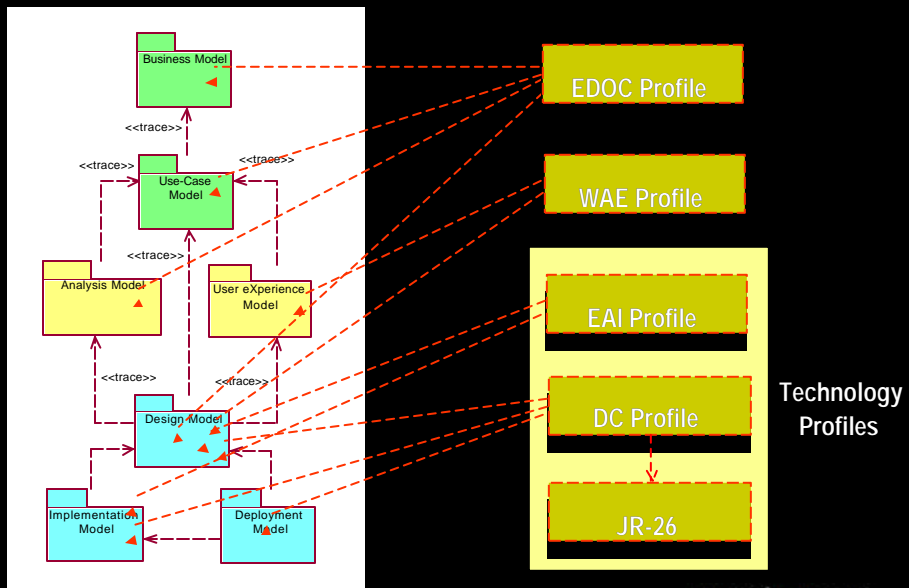 Business Model
EDOC Profile
<<trace>>
<<trace>>
<<trace>>
Use-Case
Model
WAE Profile
<<trace>>
Analysis Model
User eXperience
Model
EAI Profile
<<trace>>
<<trace>>
Design Model
DC Profile
Technology
Profiles
Implementation
Model
Deployment
Model
JR-26